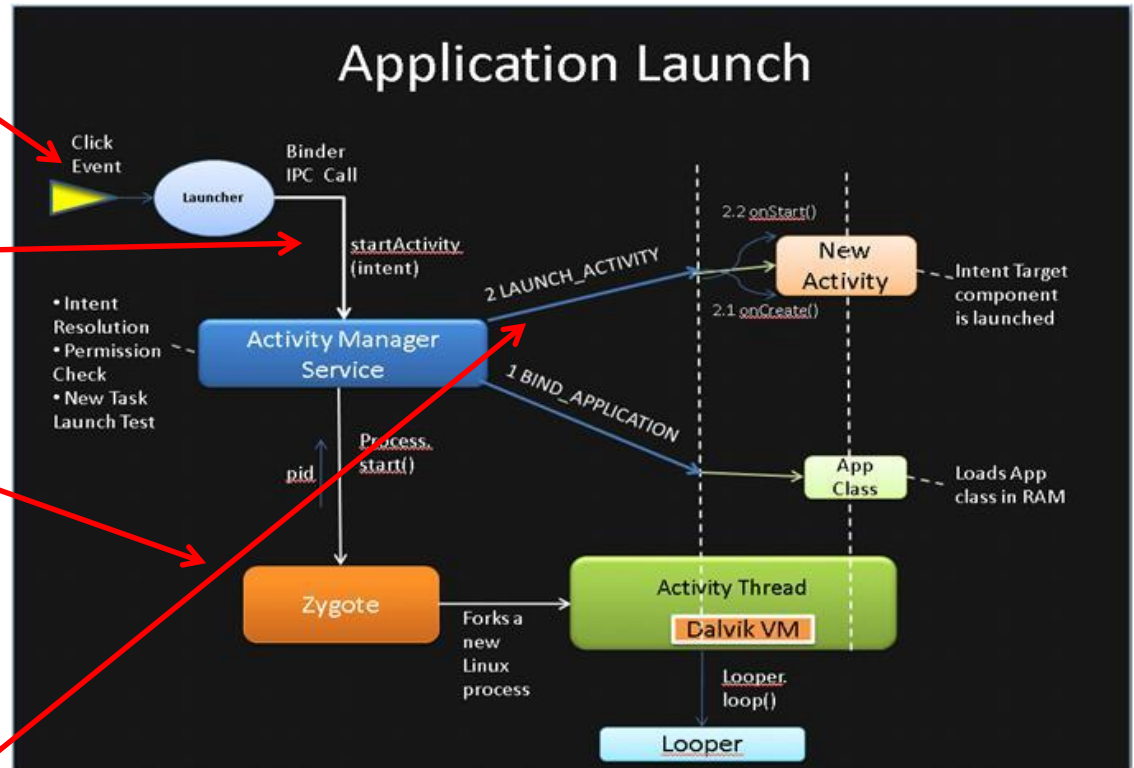 Application Launch
Click
Event
Launcher
Binder
IPC Call
startActivity
(intent)
• Intent
Resolution
• Permission
Check
• New Task
Launch Test
Activity Manager
Service
2 LAUNCH_ACTIVITY
2.2 onStart()
New
Activity
2.1 onCreate()
Intent Target
component
is launched
1 BIND_APPLICATION
App
Class
Loads App
class in RAM
pid
Process.
start()
Zygote
Forks a
new
Linux
process
Activity Thread
Dalvik VM
Looper.
loop()
Looper